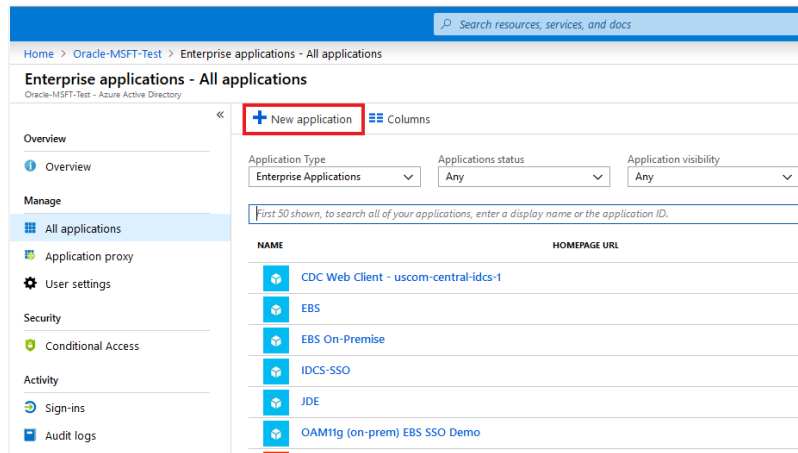 Search resources, services, and docs
Home > Oracle-MSFT-Test > Enterprise applications - All applications
Enterprise applications - All applications
Oracle-MSFT-Test - Azure Active Directory
«
Overview
Overview
Manage
All applications
Application proxy
User settings
Security
Conditional Access
Activity
Sign-ins
Audit logs
+ New application Columns
Application Type Applications status Application visibility
Enterprise Applications Any Any
First 50 shown, to search all of your applications, enter a display name or the application ID.
NAME HOMEPAGE URL
CDC Web Client - uscom-central-idcs-1
EBS
EBS On-Premise
IDCS-SSO
JDE
OAM11g (on-prem) EBS SSO Demo